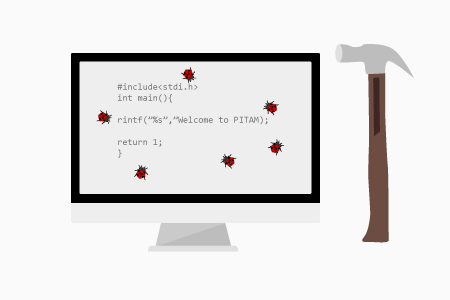 #include<stdi.h>
int main(){
rintf(“%s”,”Welcome to PITAM);
return 1;
}